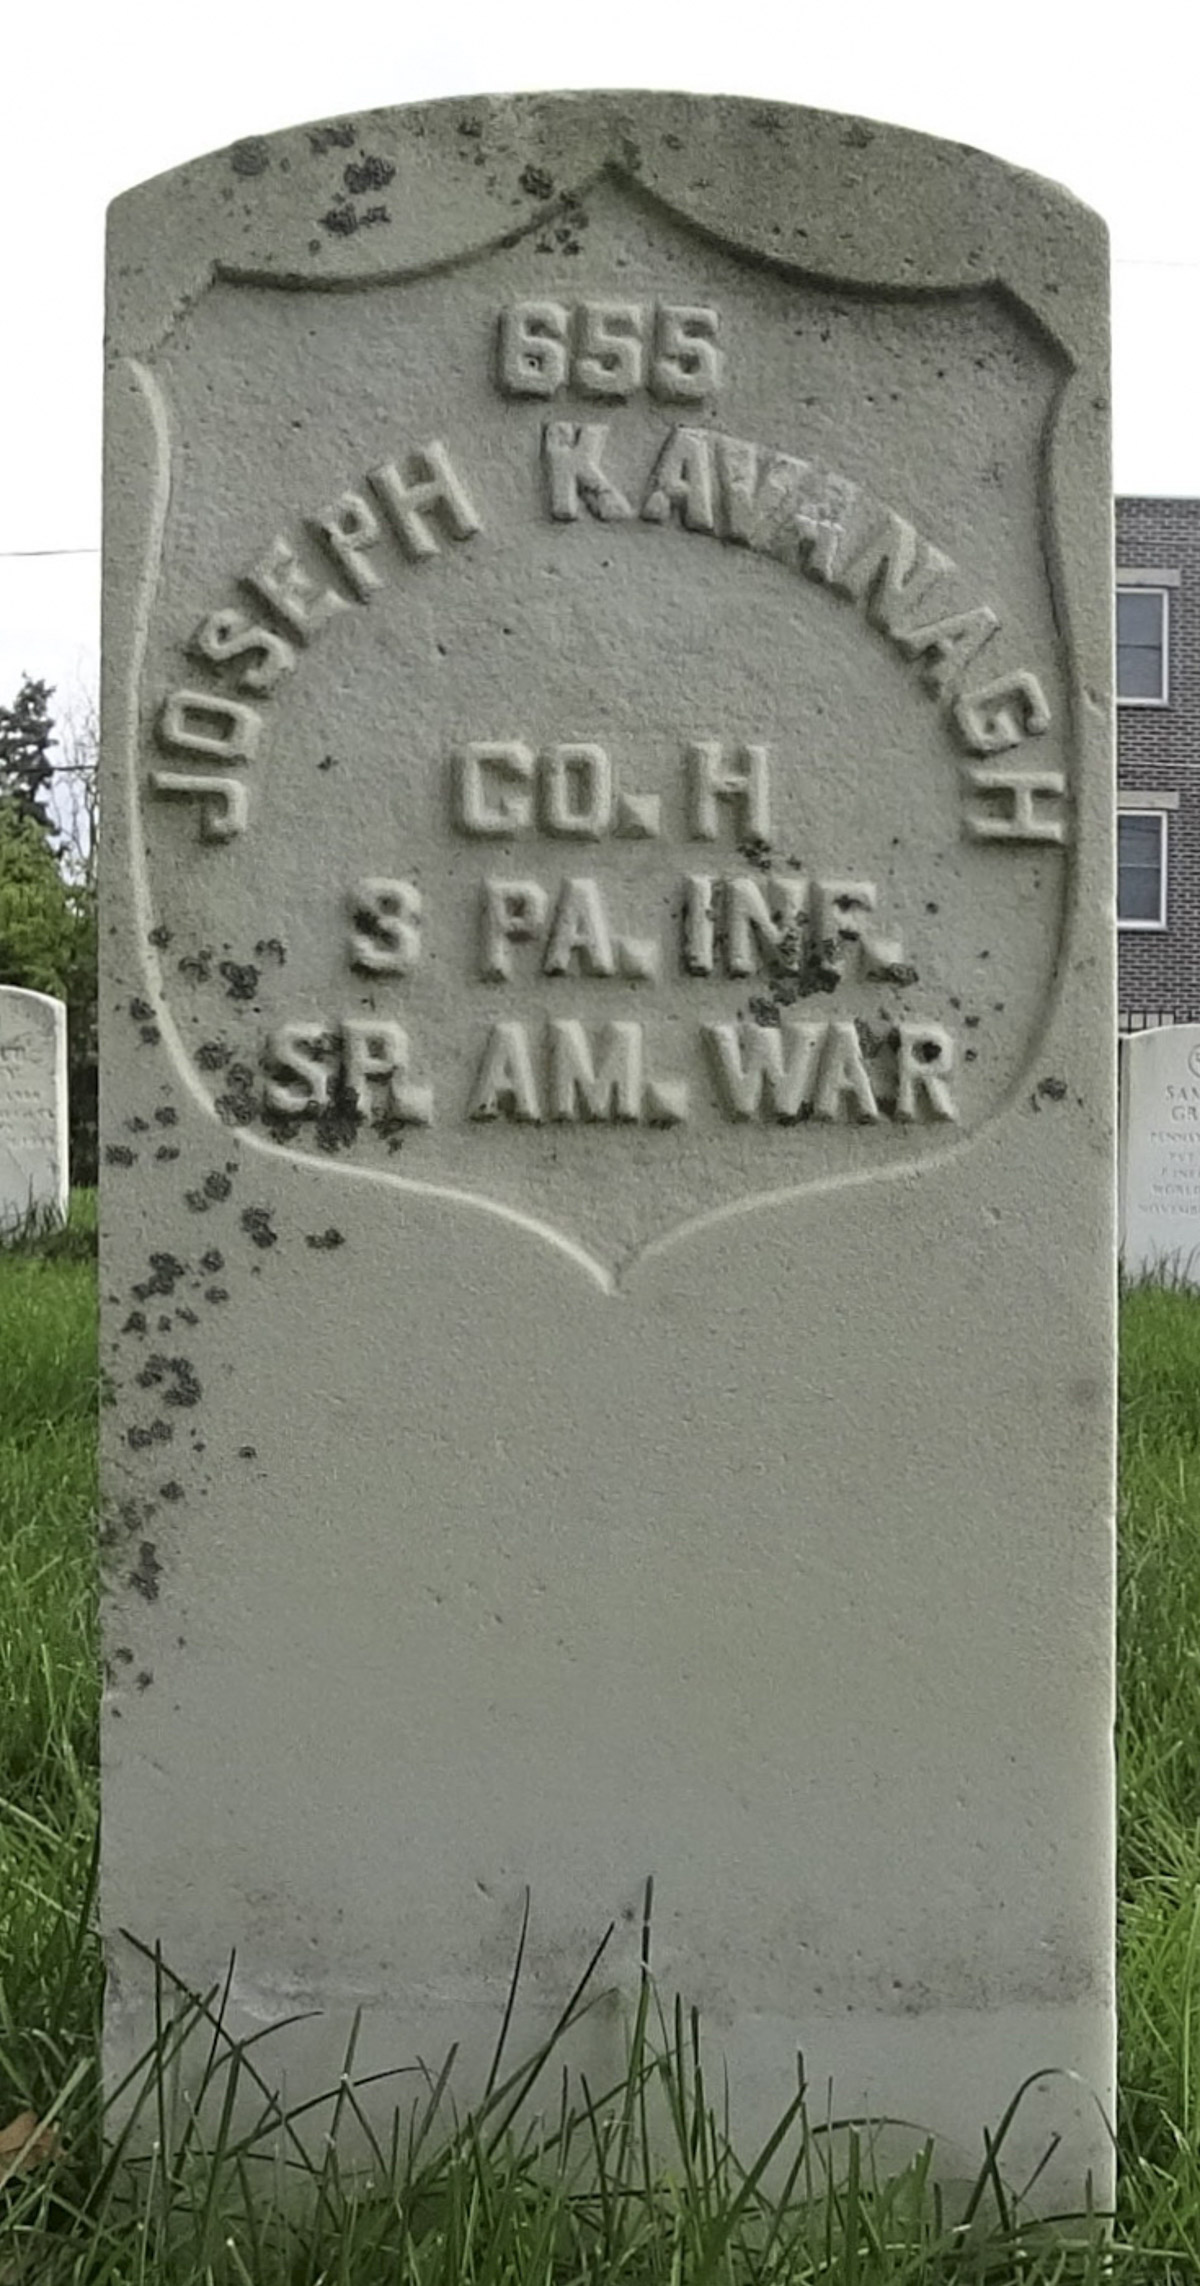 655
JOSEPH KAVANAGH
CO. H
3 PA. INF.
SP. AM. WAR